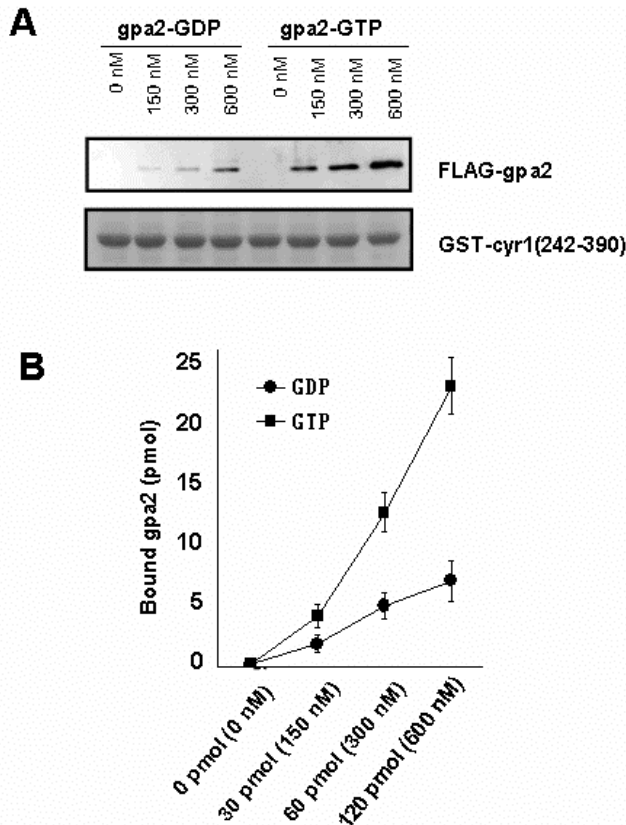 A
gpa2-GDP gpa2-GTP
0 nM 150 nM 300 nM 600 nM 0 nM 150 nM 300 nM 600 nM
FLAG-gpa2
GST-cyr1(242-390)
B
Bound gpa2 (pmol)
25
20
15
10
5
0
GDP
GTP
0 pmol (0 nM)
30 pmol (150 nM)
60 pmol (300 nM)
120 pmol (600 nM)